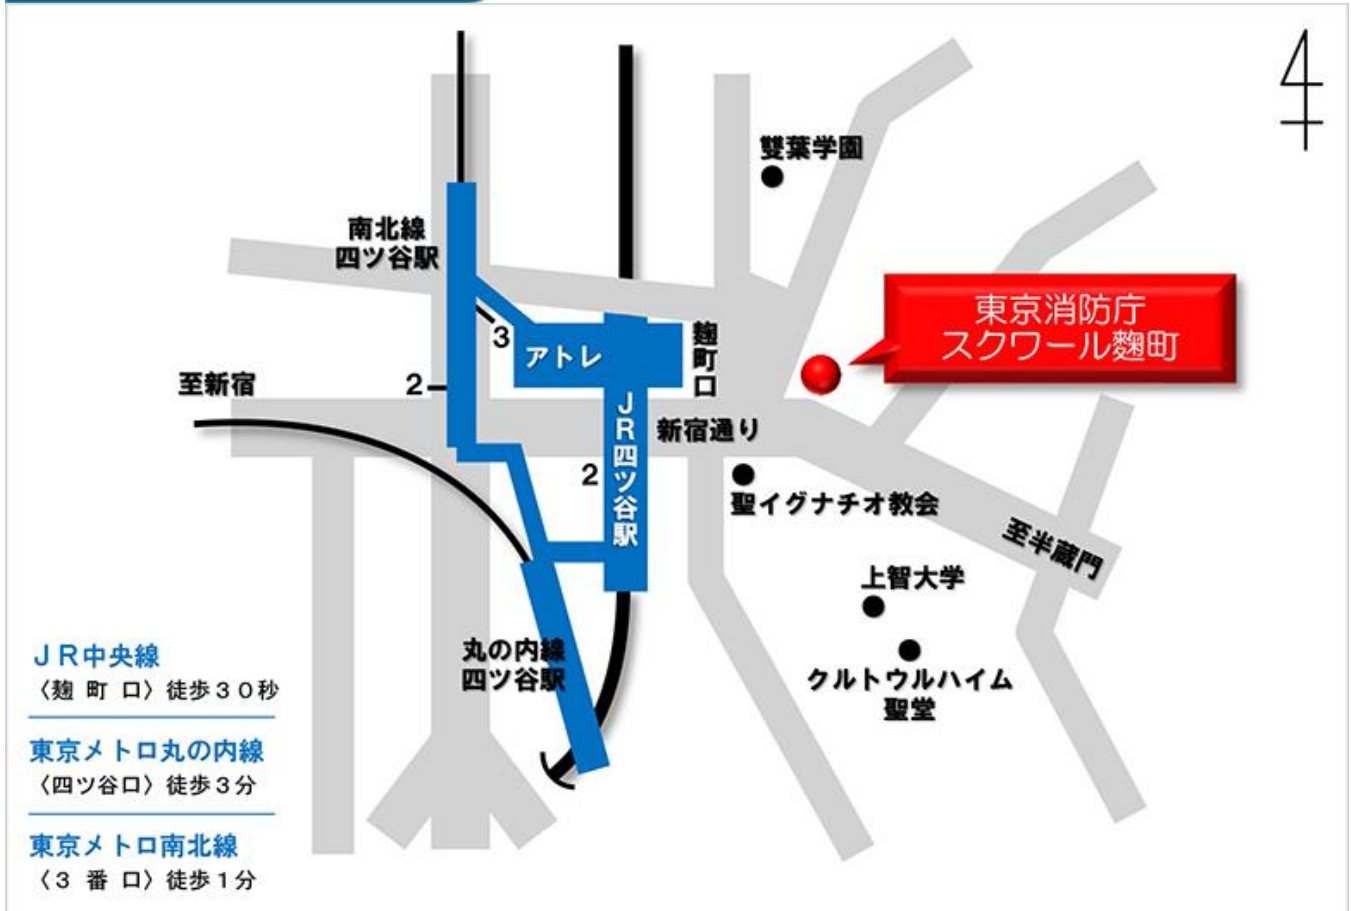 雙葉学園
南北線
四ツ谷駅
東京消防庁
スクワール麴町
3
アトレ
麹町口
至新宿
2
JR四ツ谷駅
新宿通り
2
聖イグナチオ教会
至半蔵門
上智大学
丸の内線
四ツ谷駅
クルトウルハイム
聖堂
JR中央線
〈麹 町 口〉徒歩30秒
東京メトロ丸の内線
〈四ツ谷口〉徒歩3分
東京メトロ南北線
〈3 番 口〉徒歩1分